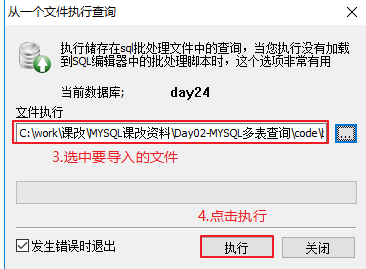 从一个文件执行查询
执行储存在sql批处理文件中的查询，当您执行没有加载
到SQL编辑器中的批处理脚本时，这个选项非常有用
当前数据库: day24
文件执行
C:\work\课改\MYSQL课改资料\Day02-MYSQL多表查询\code\ ...
3.选中要导入的文件
4.点击执行
发生错误时退出 执行 关闭